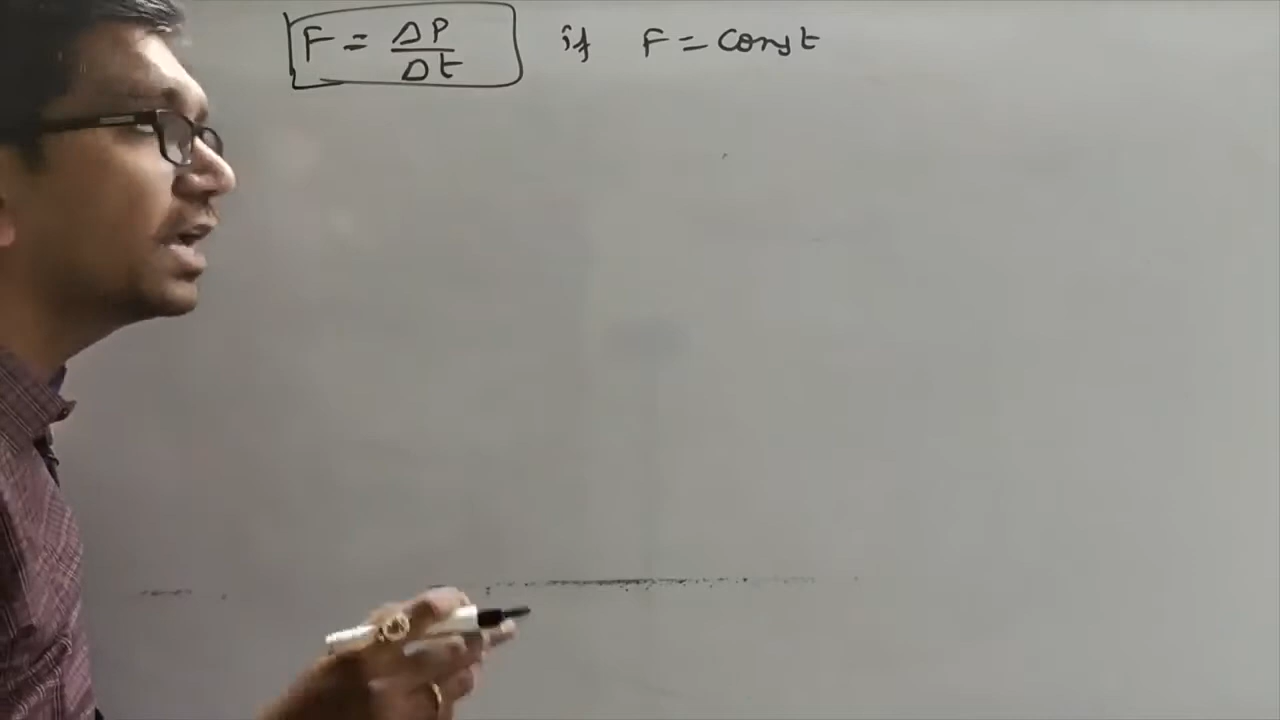 F = ΔP/Δt if F = const